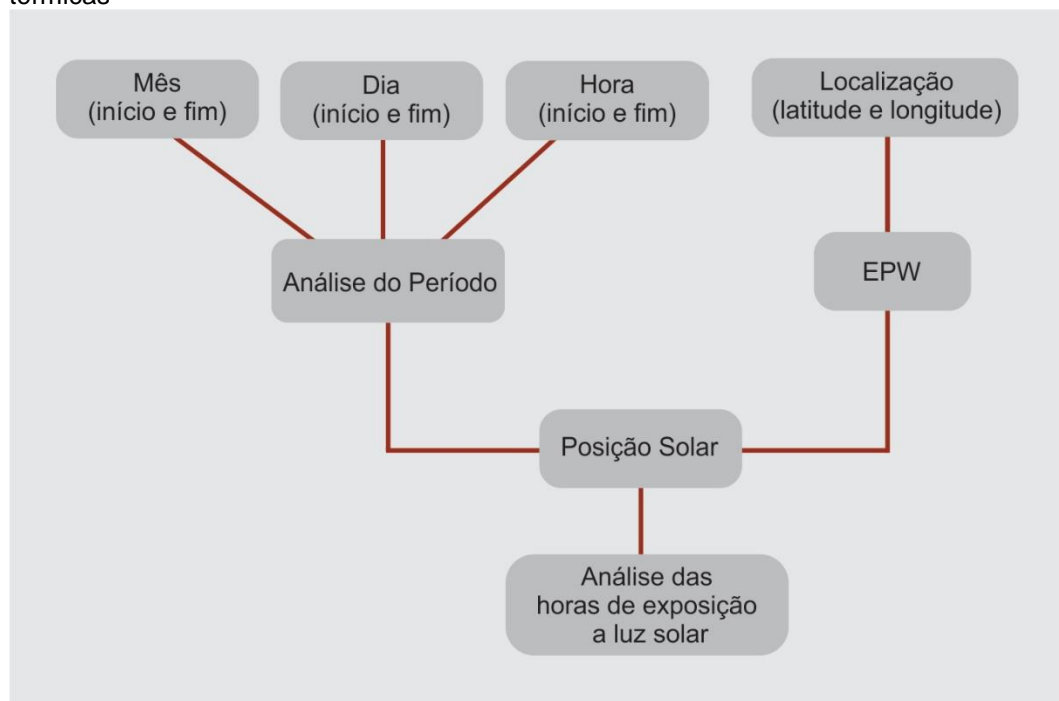 térmicas
Mês
(início e fim)
Dia
(início e fim)
Hora
(início e fim)
Localização
(latitude e longitude)
Análise do Período
EPW
Posição Solar
Análise das
horas de exposição
a luz solar